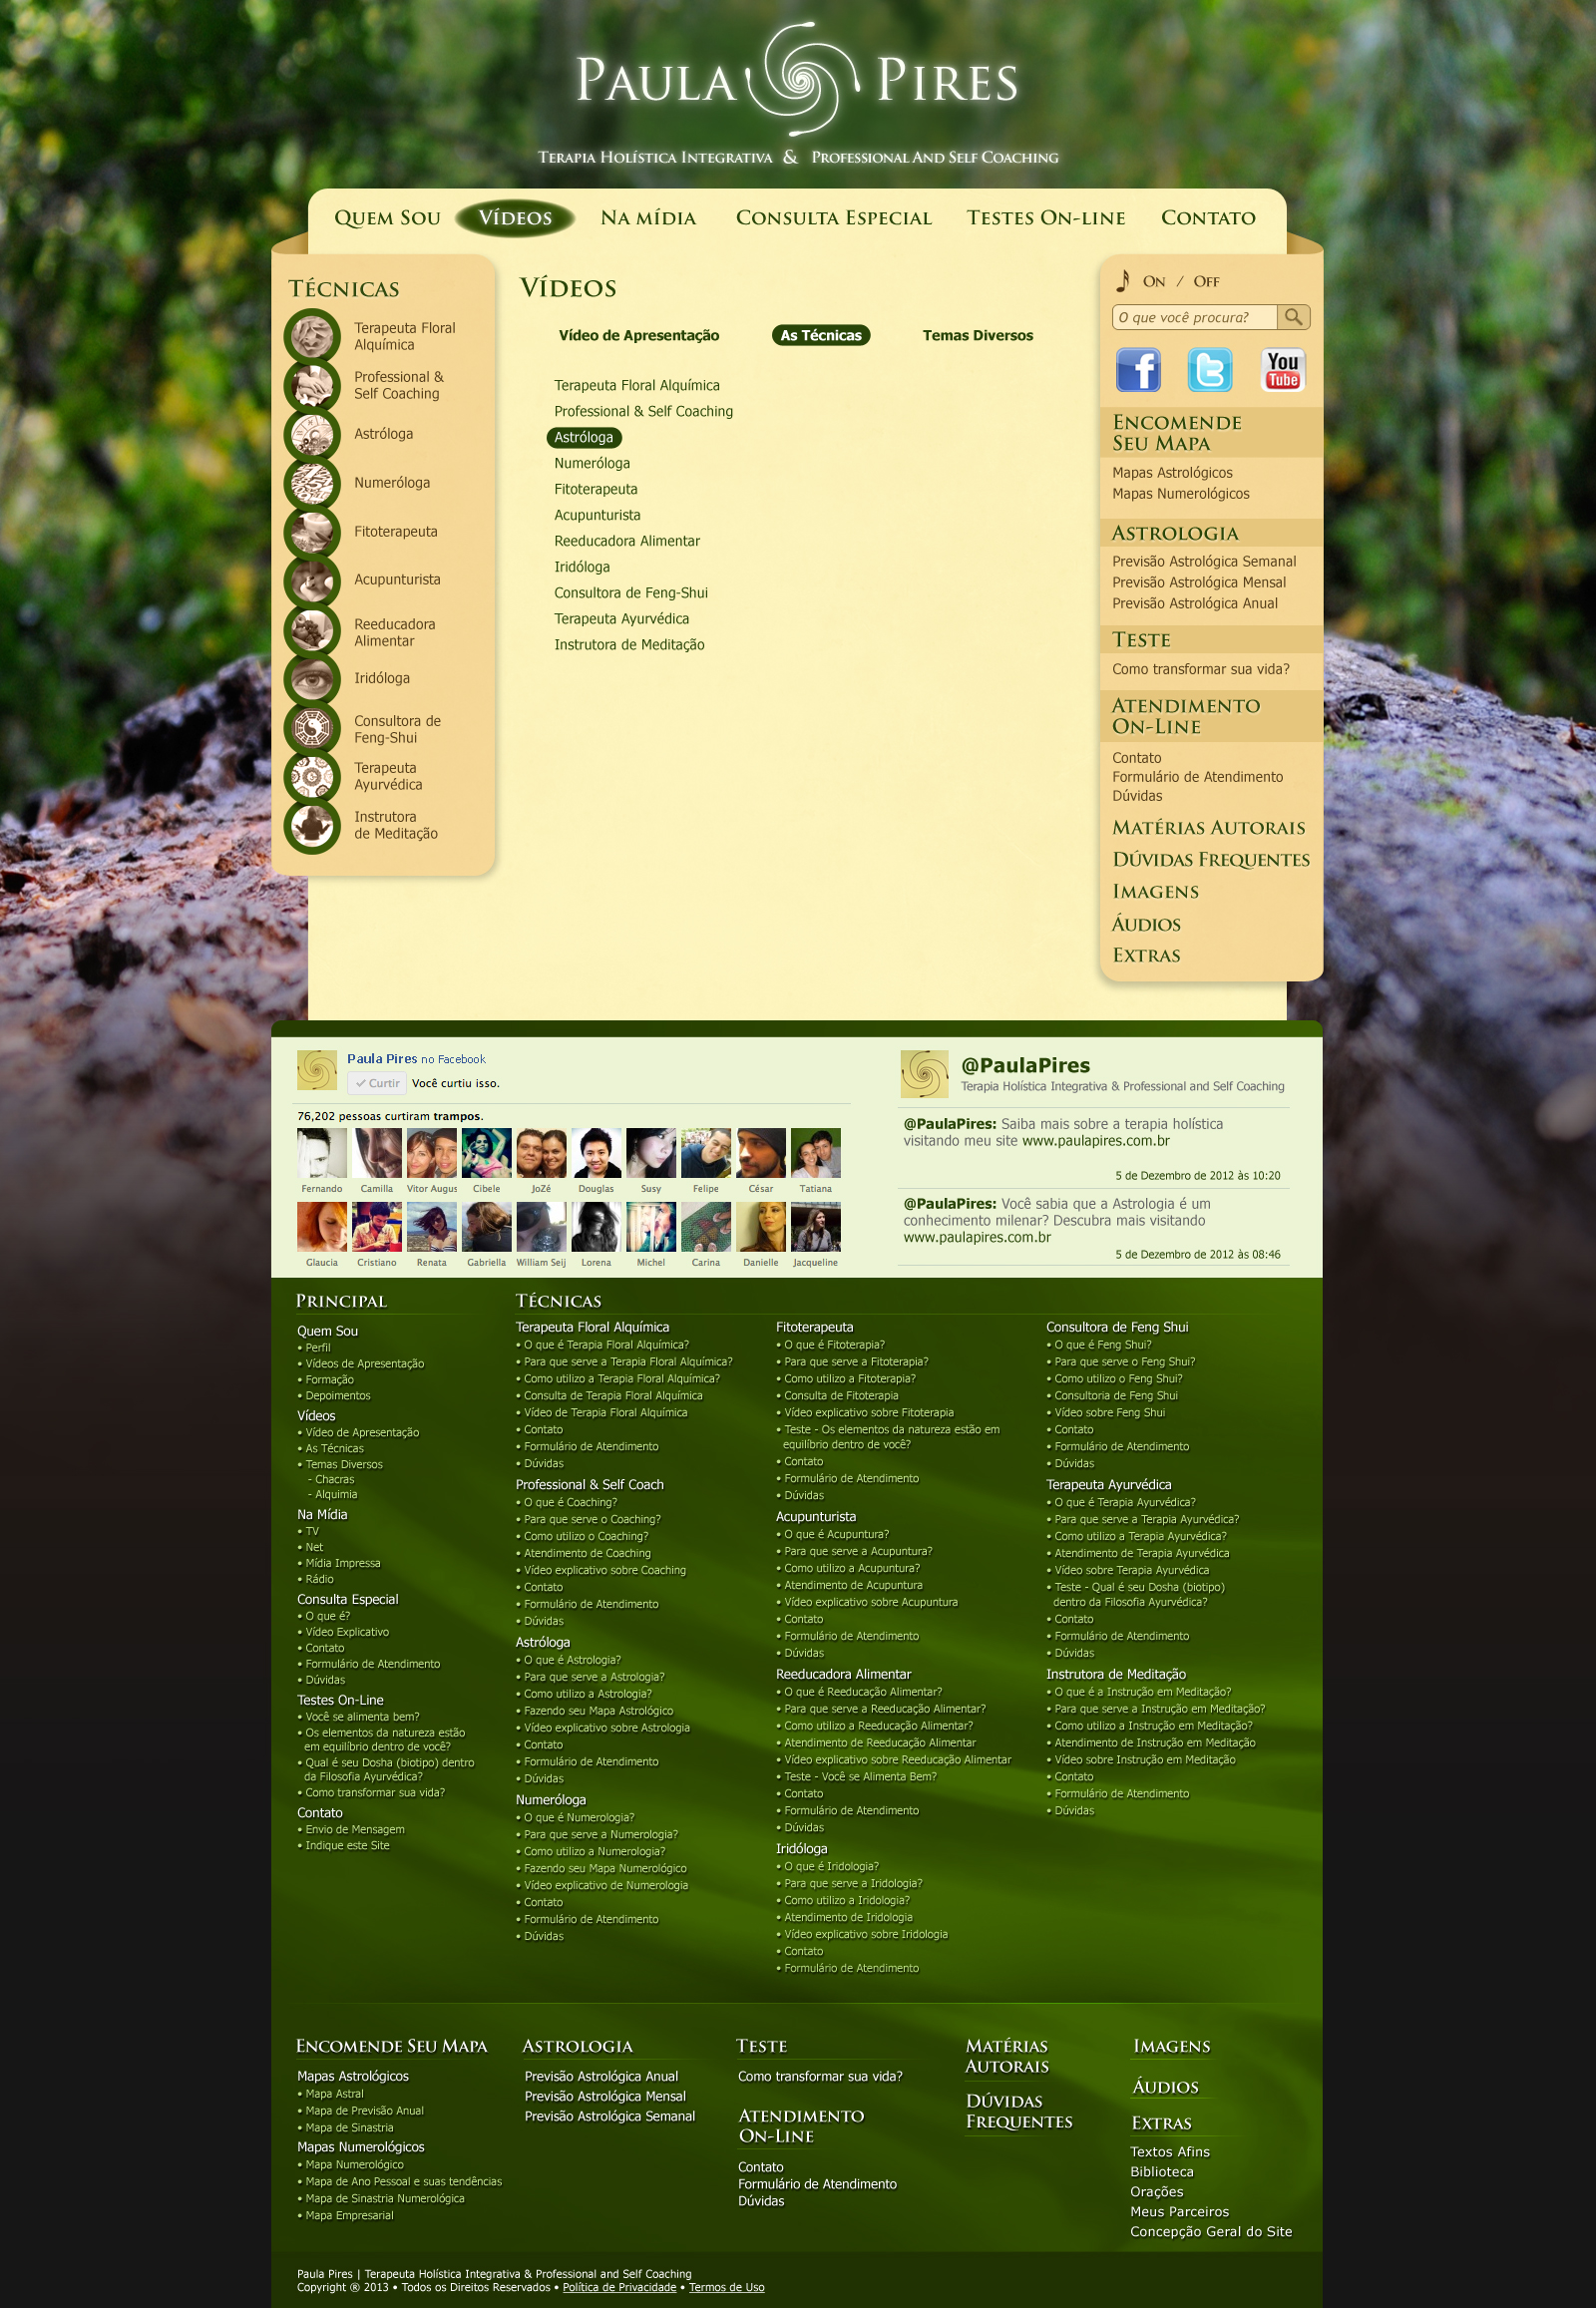 PAULA PIRES
TERAPIA HOLÍSTICA INTEGRATIVA & PROFESSIONAL AND SELF COACHING
QUEM SOU
VÍDEOS
NA MÍDIA
CONSULTA ESPECIAL
TESTES ON-LINE
CONTATO
TÉCNICAS
Terapeuta Floral
Alquímica
Professional &
Self Coaching
Astróloga
Numeróloga
Fitoterapeuta
Acupunturista
Reeducadora
Alimentar
Iridóloga
Consultora de
Feng-Shui
Terapeuta
Ayurvédica
Instrutora
de Meditação
VÍDEOS
Vídeo de Apresentação
As Técnicas
Temas Diversos
Terapeuta Floral Alquímica
Professional & Self Coaching
Astróloga
Numeróloga
Fitoterapeuta
Acupunturista
Reeducadora Alimentar
Iridóloga
Consultora de Feng-Shui
Terapeuta Ayurvédica
Instrutora de Meditação
ON / OFF
O que você procura?
You
Tube
ENCOMENDE
SEU MAPA
Mapas Astrológicos
Mapas Numerológicos
ASTROLOGIA
Previsão Astrológica Semanal
Previsão Astrológica Mensal
Previsão Astrológica Anual
TESTE
Como transformar sua vida?
ATENDIMENTO
ON-LINE
Contato
Formulário de Atendimento
Dúvidas
MATÉRIAS AUTORAIS
DÚVIDAS FREQUENTES
IMAGENS
ÁUDIOS
EXTRAS
Paula Pires no Facebook
Curtir Você curtiu isso.
76,202 pessoas curtiram trampos.
Fernando Camilla Vitor Augus Cibele JoZé Douglas Susy Felipe César Tatiana
Glaucia Cristiano Renata Gabriella William Seij Lorena Michel Carina Danielle Jacqueline
@PaulaPires
Terapia Holística Integrativa & Professional and Self Coaching
@PaulaPires: Saiba mais sobre a terapia holística
visitando meu site www.paulapires.com.br
5 de Dezembro de 2012 às 10:20
@PaulaPires: Você sabia que a Astrologia é um
conhecimento milenar? Descubra mais visitando
www.paulapires.com.br
5 de Dezembro de 2012 às 08:46
PRINCIPAL
Quem Sou
• Perfil
• Vídeos de Apresentação
• Formação
• Depoimentos
Vídeos
• Vídeo de Apresentação
• As Técnicas
• Temas Diversos
- Chacras
- Alquimia
Na Mídia
• TV
• Net
• Mídia Impressa
• Rádio
Consulta Especial
• O que é?
• Vídeo Explicativo
• Contato
• Formulário de Atendimento
• Dúvidas
Testes On-Line
• Você se alimenta bem?
• Os elementos da natureza estão
em equilíbrio dentro de você?
• Qual é seu Dosha (biotipo) dentro
da Filosofia Ayurvédica?
• Como transformar sua vida?
Contato
• Envio de Mensagem
• Indique este Site
TÉCNICAS
Terapeuta Floral Alquímica
• O que é Terapia Floral Alquímica?
• Para que serve a Terapia Floral Alquímica?
• Como utilizo a Terapia Floral Alquímica?
• Consulta de Terapia Floral Alquímica
• Vídeo de Terapia Floral Alquímica
• Contato
• Formulário de Atendimento
• Dúvidas
Professional & Self Coach
• O que é Coaching?
• Para que serve o Coaching?
• Como utilizo o Coaching?
• Atendimento de Coaching
• Vídeo explicativo sobre Coaching
• Contato
• Formulário de Atendimento
• Dúvidas
Astróloga
• O que é Astrologia?
• Para que serve a Astrologia?
• Como utilizo a Astrologia?
• Fazendo seu Mapa Astrológico
• Vídeo explicativo sobre Astrologia
• Contato
• Formulário de Atendimento
• Dúvidas
Numeróloga
• O que é Numerologia?
• Para que serve a Numerologia?
• Como utilizo a Numerologia?
• Fazendo seu Mapa Numerológico
• Vídeo explicativo de Numerologia
• Contato
• Formulário de Atendimento
• Dúvidas
Fitoterapeuta
• O que é Fitoterapia?
• Para que serve a Fitoterapia?
• Como utilizo a Fitoterapia?
• Consulta de Fitoterapia
• Vídeo explicativo sobre Fitoterapia
• Teste - Os elementos da natureza estão em
equilíbrio dentro de você?
• Contato
• Formulário de Atendimento
• Dúvidas
Acupunturista
• O que é Acupuntura?
• Para que serve a Acupuntura?
• Como utilizo a Acupuntura?
• Atendimento de Acupuntura
• Vídeo explicativo sobre Acupuntura
• Contato
• Formulário de Atendimento
• Dúvidas
Reeducadora Alimentar
• O que é Reeducação Alimentar?
• Para que serve a Reeducação Alimentar?
• Como utilizo a Reeducação Alimentar?
• Atendimento de Reeducação Alimentar
• Vídeo explicativo sobre Reeducação Alimentar
• Teste - Você se Alimenta Bem?
• Contato
• Formulário de Atendimento
• Dúvidas
Iridóloga
• O que é Iridologia?
• Para que serve a Iridologia?
• Como utilizo a Iridologia?
• Atendimento de Iridologia
• Vídeo explicativo sobre Iridologia
• Contato
• Formulário de Atendimento
Consultora de Feng Shui
• O que é Feng Shui?
• Para que serve o Feng Shui?
• Como utilizo o Feng Shui?
• Consultoria de Feng Shui
• Vídeo sobre Feng Shui
• Contato
• Formulário de Atendimento
• Dúvidas
Terapeuta Ayurvédica
• O que é Terapia Ayurvédica?
• Para que serve a Terapia Ayurvédica?
• Como utilizo a Terapia Ayurvédica?
• Atendimento de Terapia Ayurvédica
• Vídeo sobre Terapia Ayurvédica
• Teste - Qual é seu Dosha (biotipo)
dentro da Filosofia Ayurvédica?
• Contato
• Formulário de Atendimento
• Dúvidas
Instrutora de Meditação
• O que é a Instrução em Meditação?
• Para que serve a Instrução em Meditação?
• Como utilizo a Instrução em Meditação?
• Atendimento de Instrução em Meditação
• Vídeo sobre Instrução em Meditação
• Contato
• Formulário de Atendimento
• Dúvidas
ENCOMENDE SEU MAPA
Mapas Astrológicos
• Mapa Astral
• Mapa de Previsão Anual
• Mapa de Sinastria
Mapas Numerológicos
• Mapa Numerológico
• Mapa de Ano Pessoal e suas tendências
• Mapa de Sinastria Numerológica
• Mapa Empresarial
ASTROLOGIA
Previsão Astrológica Anual
Previsão Astrológica Mensal
Previsão Astrológica Semanal
TESTE
Como transformar sua vida?
ATENDIMENTO
ON-LINE
Contato
Formulário de Atendimento
Dúvidas
MATÉRIAS
AUTORAIS
DÚVIDAS
FREQUENTES
IMAGENS
ÁUDIOS
EXTRAS
Textos Afins
Biblioteca
Orações
Meus Parceiros
Concepção Geral do Site
Paula Pires | Terapeuta Holística Integrativa & Professional and Self Coaching
Copyright ® 2013 • Todos os Direitos Reservados • Política de Privacidade • Termos de Uso